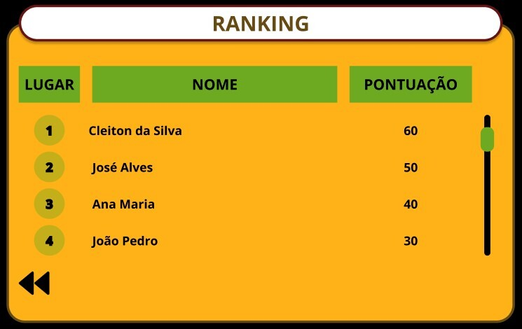 RANKING
LUGAR NOME PONTUAÇÃO
1 Cleiton da Silva 60
2 José Alves 50
3 Ana Maria 40
4 João Pedro 30